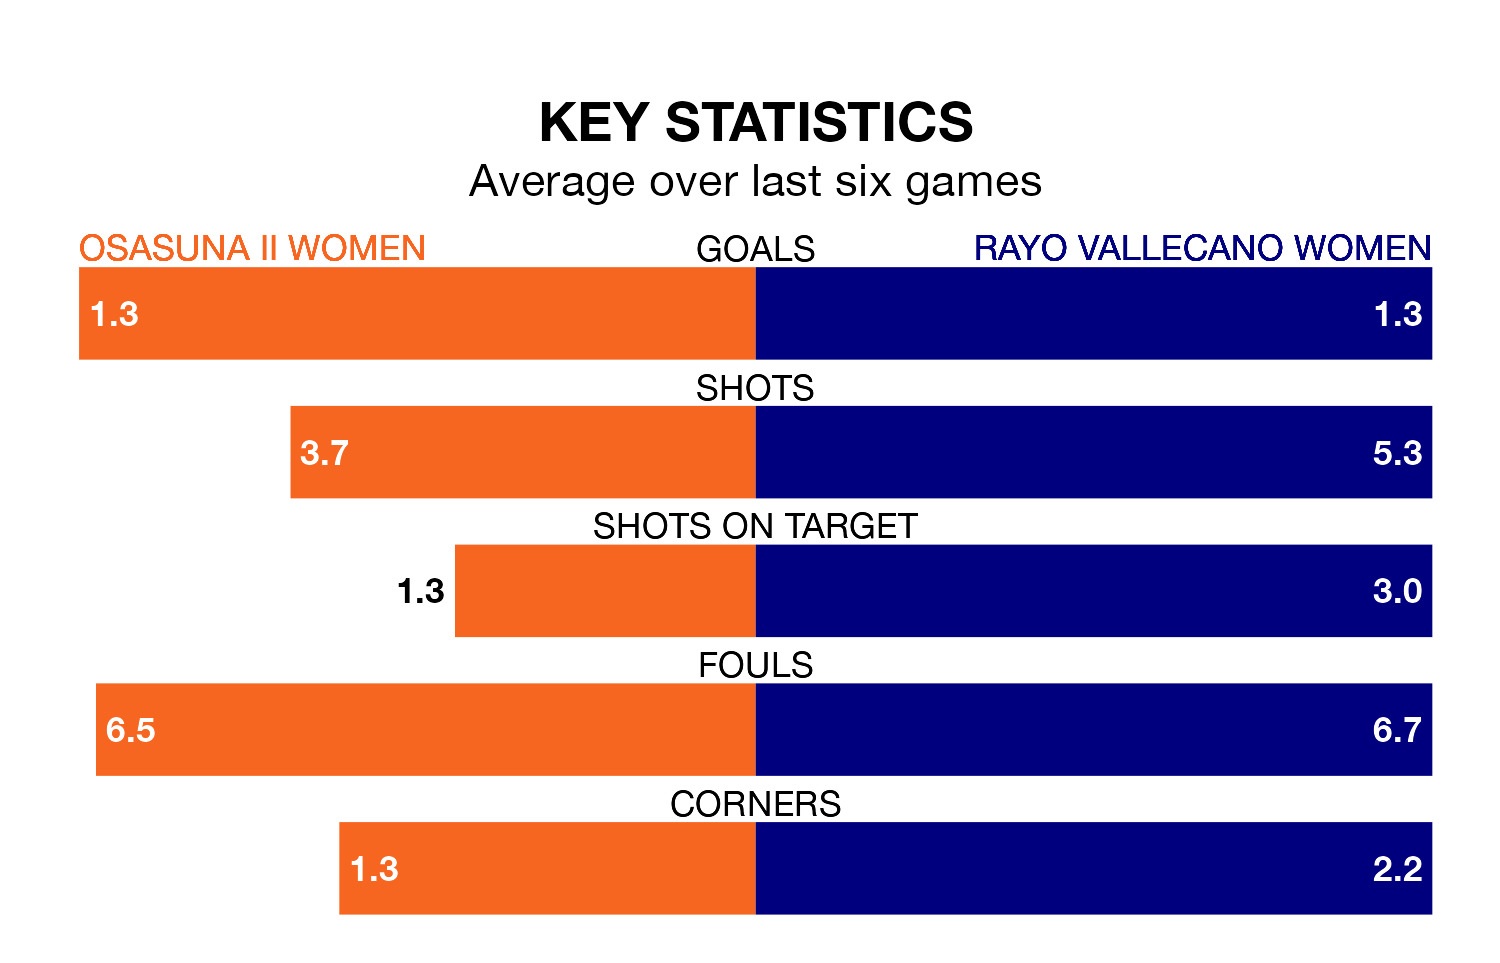 KEY STATISTICS
Average over last six games
OSASUNA II WOMEN GOALS RAYO VALLECANO WOMEN
1.3 1.3
SHOTS
3.7 5.3
SHOTS ON TARGET
1.3 3.0
FOULS
6.5 6.7
CORNERS
1.3 2.2